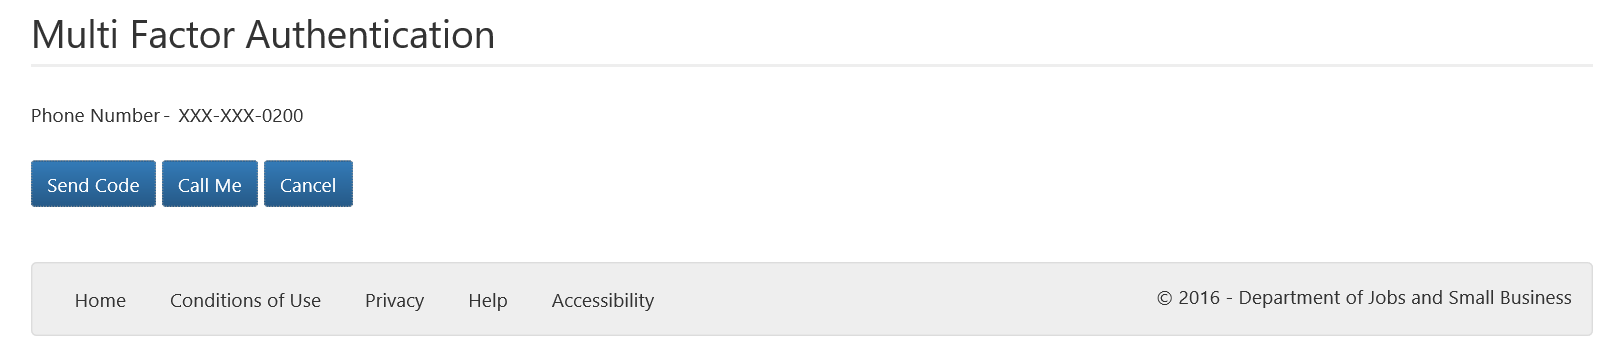 Multi Factor Authentication
Phone Number - XXX-XXX-0200
Send Code Call Me Cancel
Home Conditions of Use Privacy Help Accessibility © 2016 - Department of Jobs and Small Business